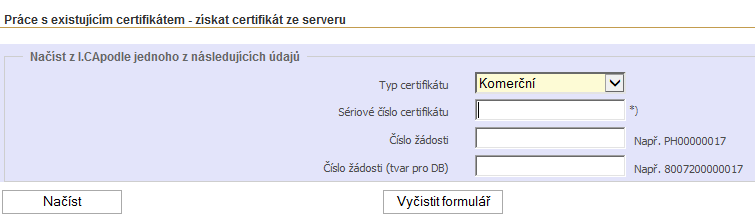 Práce s existujícim certifikátem - získat certifikát ze serveru
Načíst z I.CApodle jednoho z následujících údajů
Typ certifikátu Komerční
Sériové číslo certifikátu *)
Číslo žádosti Např. PH00000017
Číslo žádosti (tvar pro DB) Např. 8007200000017
Načíst Vyčistit formulář